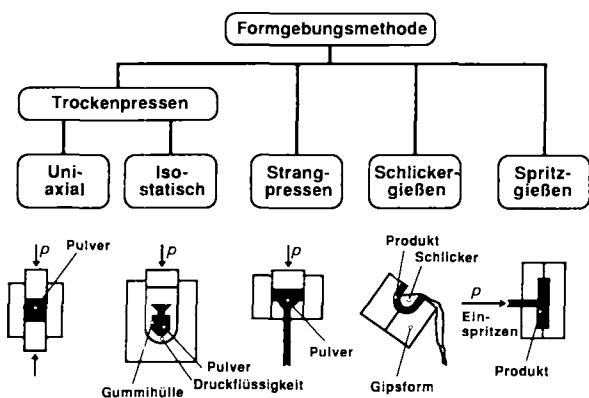 Formgebungsmethode
Trockenpressen
Uni-
axial
Iso-
statisch
Strang-
pressen
Schlicker-
gießen
Spritz-
gießen
p
Pulver
p
Pulver
Druckflüssigkeit
Gummihülle
p
Pulver
Produkt
Schlicker
Gipsform
p
Ein-
spritzen
Produkt